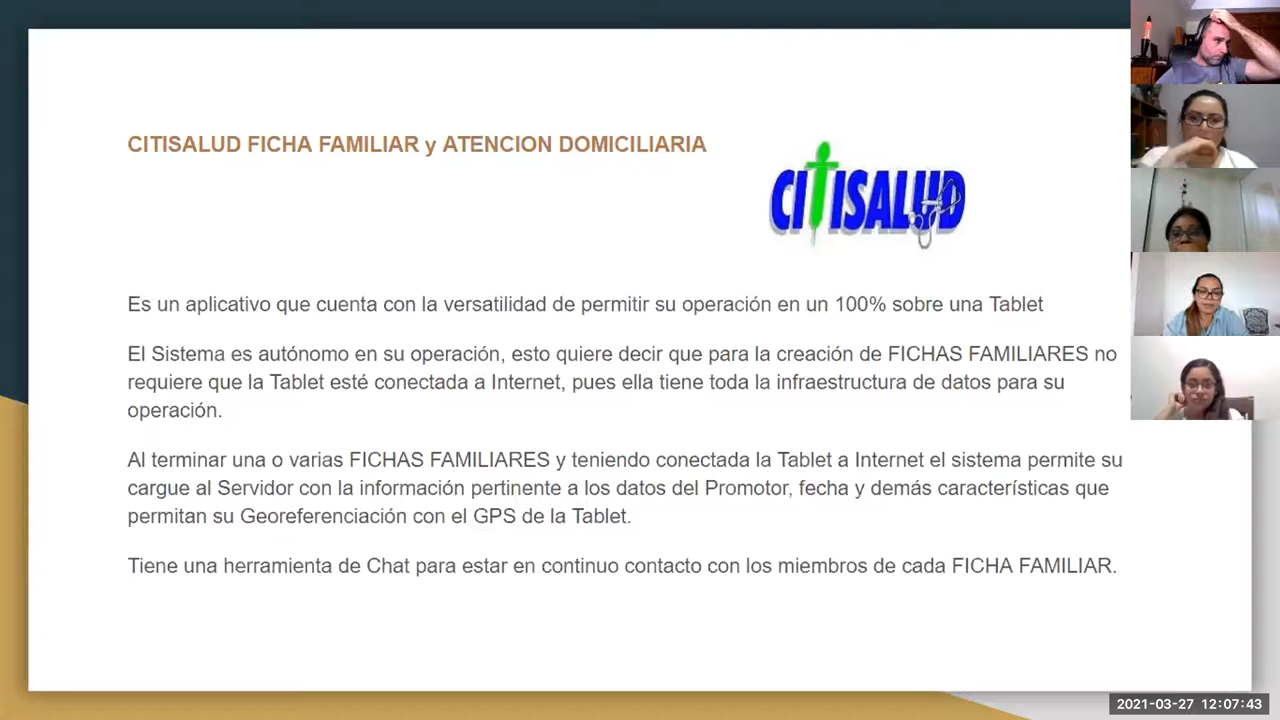 CITISALUD FICHA FAMILIAR y ATENCION DOMICILIARIA
CITISALUD
Es un aplicativo que cuenta con la versatilidad de permitir su operación en un 100% sobre una Tablet
El Sistema es autónomo en su operación, esto quiere decir que para la creación de FICHAS FAMILIARES no
requiere que la Tablet esté conectada a Internet, pues ella tiene toda la infraestructura de datos para su
operación.
Al terminar una o varias FICHAS FAMILIARES y teniendo conectada la Tablet a Internet el sistema permite su
cargue al Servidor con la información pertinente a los datos del Promotor, fecha y demás características que
permitan su Georeferenciación con el GPS de la Tablet.
Tiene una herramienta de Chat para estar en continuo contacto con los miembros de cada FICHA FAMILIAR.
2021-03-27 12:07:43